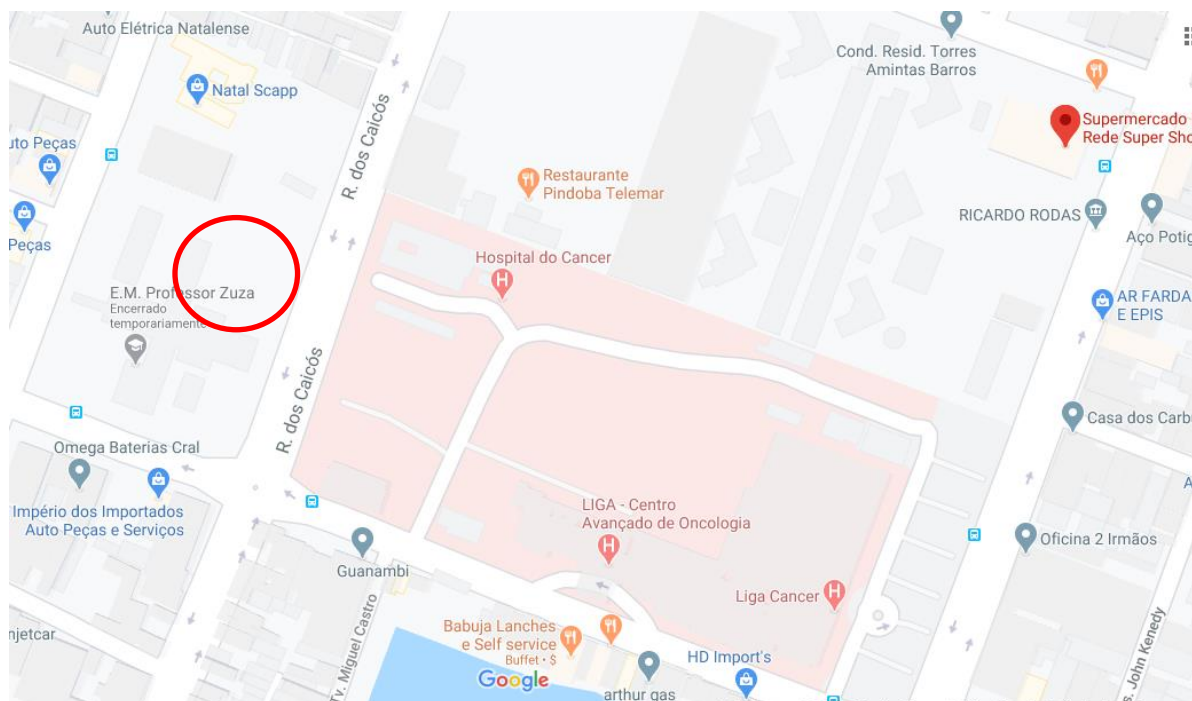 Auto Elétrica Natalense
Natal Scapp
uto Peças
Peças
E.M. Professor Zuza
Encerrado
temporariamente
R. dos Caicós
R. dos Caicós
Restaurante
Pindoba Telemar
Cond. Resid. Torres
Amintas Barros
Supermercado
Rede Super Sho
RICARDO RODAS
Aço Potig
Hospital do Cancer
AR FARDA
E EPIS
Casa dos Carb
A
Omega Baterias Cral
Império dos Importados
Auto Peças e Serviços
LIGA - Centro
Avançado de Oncologia
Oficina 2 Irmãos
Guanambi
Liga Cancer
njetcar
Tv. Miguel Castro
Babuja Lanches
e Self service
Buffet • $
HD Import's
s. John Kenedy
Google
arthur gas